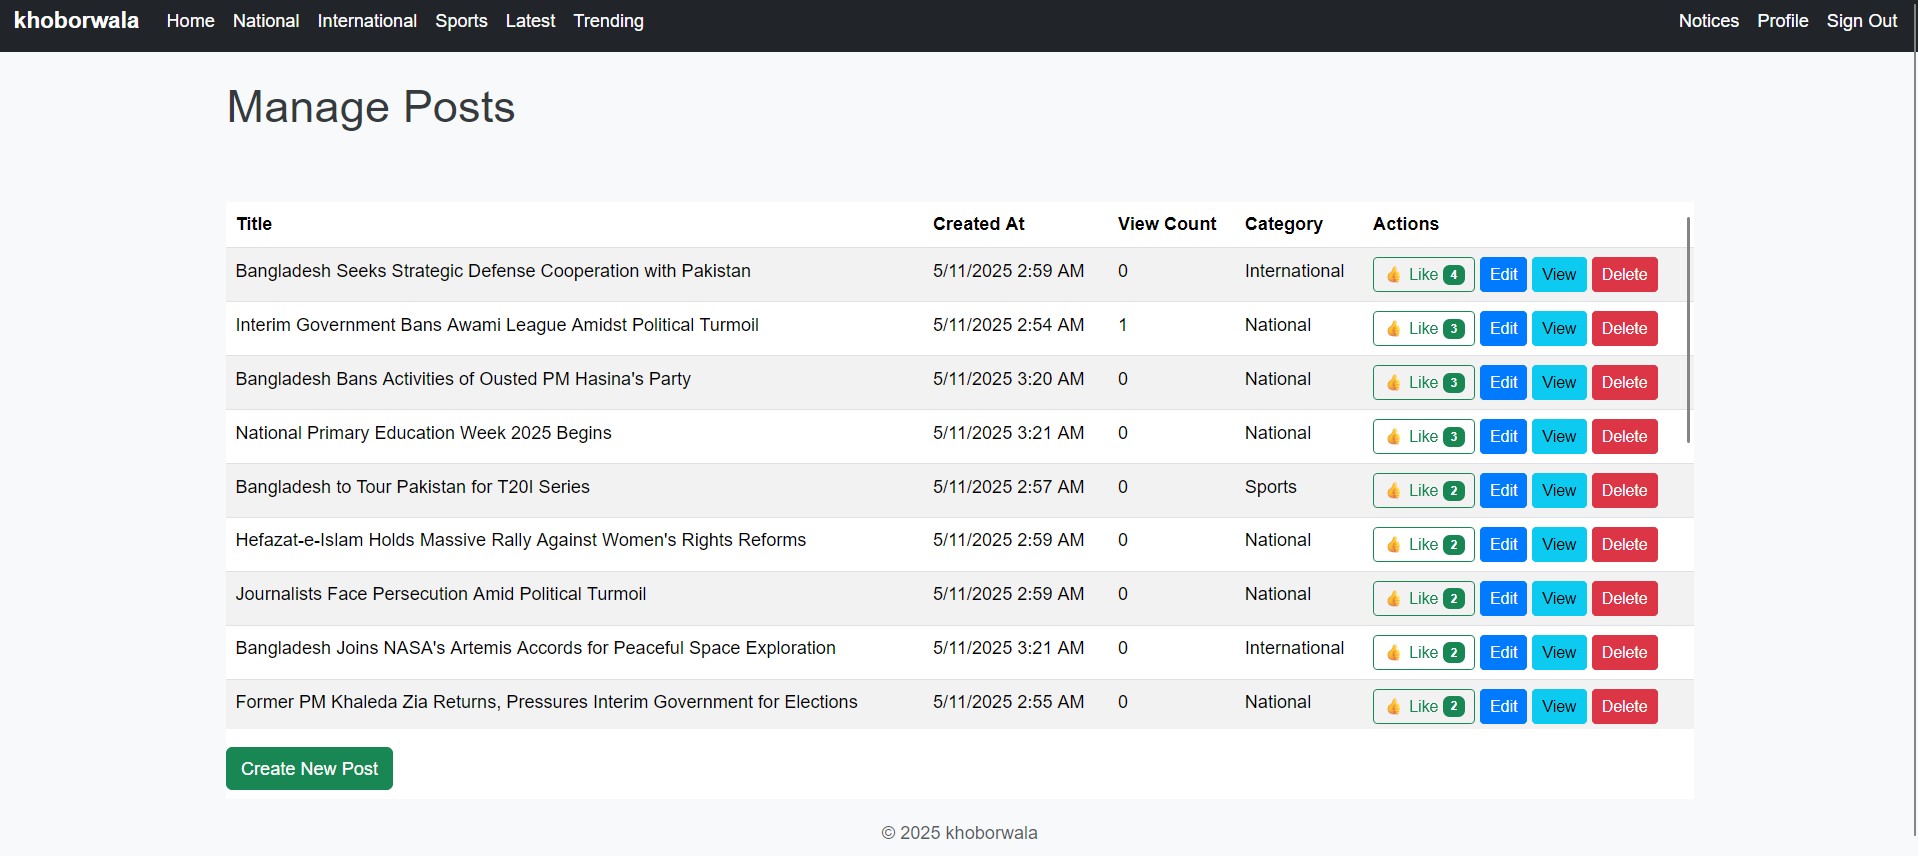 khoborwala Home National International Sports Latest Trending Notices Profile Sign Out
Manage Posts
Title Created At View Count Category Actions
Bangladesh Seeks Strategic Defense Cooperation with Pakistan 5/11/2025 2:59 AM 0 International 👍 Like 4 Edit View Delete
Interim Government Bans Awami League Amidst Political Turmoil 5/11/2025 2:54 AM 1 National 👍 Like 3 Edit View Delete
Bangladesh Bans Activities of Ousted PM Hasina's Party 5/11/2025 3:20 AM 0 National 👍 Like 3 Edit View Delete
National Primary Education Week 2025 Begins 5/11/2025 3:21 AM 0 National 👍 Like 3 Edit View Delete
Bangladesh to Tour Pakistan for T20I Series 5/11/2025 2:57 AM 0 Sports 👍 Like 2 Edit View Delete
Hefazat-e-Islam Holds Massive Rally Against Women's Rights Reforms 5/11/2025 2:59 AM 0 National 👍 Like 2 Edit View Delete
Journalists Face Persecution Amid Political Turmoil 5/11/2025 2:59 AM 0 National 👍 Like 2 Edit View Delete
Bangladesh Joins NASA's Artemis Accords for Peaceful Space Exploration 5/11/2025 3:21 AM 0 International 👍 Like 2 Edit View Delete
Former PM Khaleda Zia Returns, Pressures Interim Government for Elections 5/11/2025 2:55 AM 0 National 👍 Like 2 Edit View Delete
Create New Post
© 2025 khoborwala